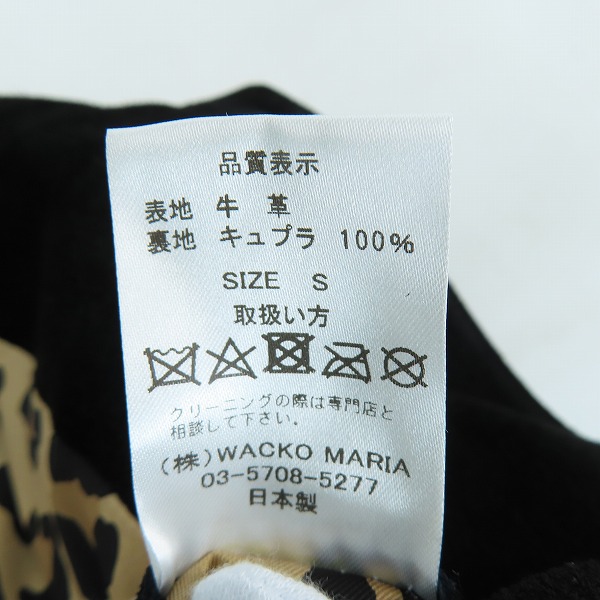 品質表示
表地 牛 革
裏地 キュプラ 100%
SIZE S
取扱い方
クリーニングの際は専門店と
相談して下さい。
(株)WACKO MARIA
03-5708-5277
日本製